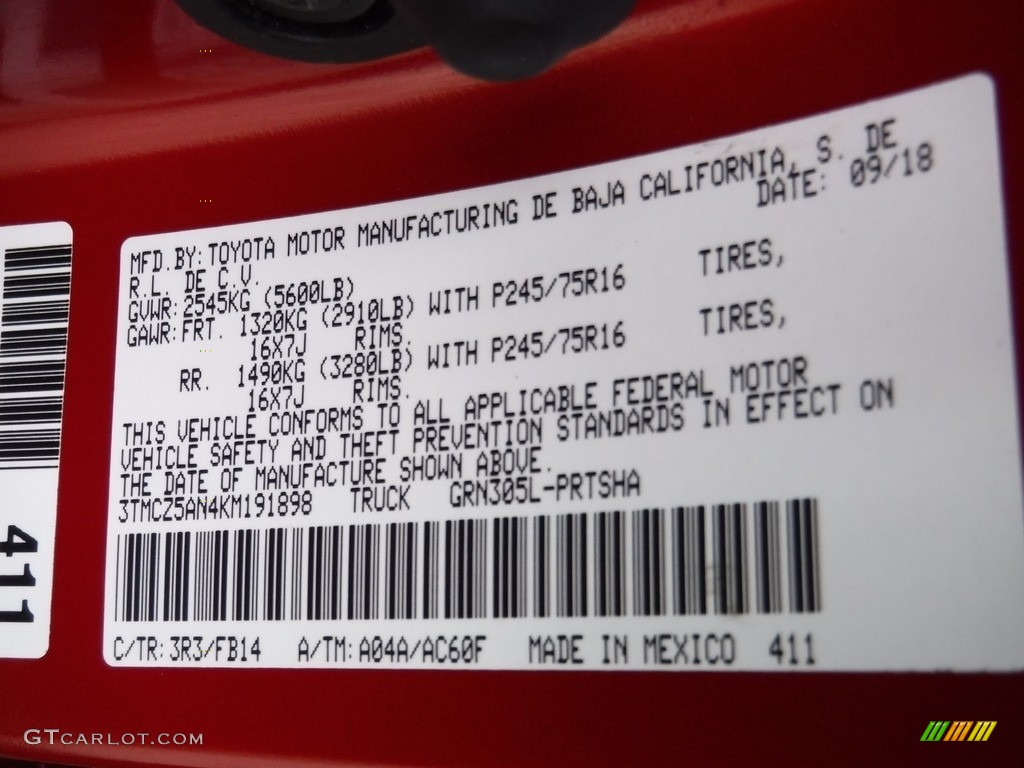 MFD.BY:TOYOTA MOTOR MANUFACTURING DE BAJA CALIFORNIA, S. DE
R.L. DE C.V. DATE: 09/18
GVWR:2545KG (5600LB)
GAWR:FRT. 1320KG (2910LB) WITH P245/75R16 TIRES,
16X7J RIMS.
RR. 1490KG (3280LB) WITH P245/75R16 TIRES,
16X7J RIMS.
THIS VEHICLE CONFORMS TO ALL APPLICABLE FEDERAL MOTOR
VEHICLE SAFETY AND THEFT PREVENTION STANDARDS IN EFFECT ON
THE DATE OF MANUFACTURE SHOWN ABOVE.
3TMCZ5AN4KM191898 TRUCK GRN305L-PRTSHA
C/TR:3R3/FB14 A/TM:A04A/AC60F MADE IN MEXICO 411
411
GTCARLOT.COM